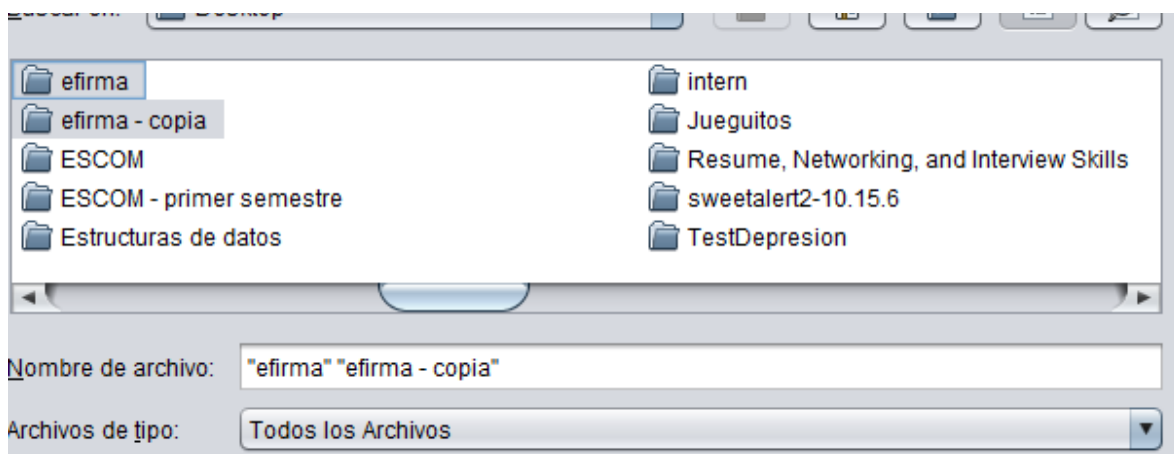 efirma
efirma - copia
ESCOM
ESCOM - primer semestre
Estructuras de datos
intern
Jueguitos
Resume, Networking, and Interview Skills
sweetalert2-10.15.6
TestDepresion
Nombre de archivo: "efirma" "efirma - copia"
Archivos de tipo: Todos los Archivos